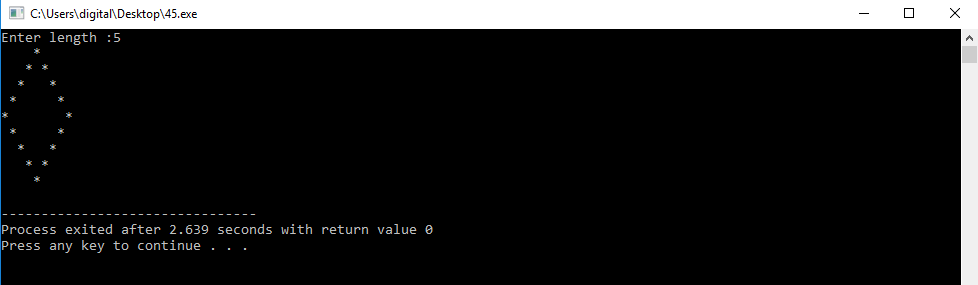 C:\Users\digital\Desktop\45.exe
Enter length :5
    *
   * *
  *   *
 *     *
*       *
 *     *
  *   *
   * *
    *
--------------------------------
Process exited after 2.639 seconds with return value 0
Press any key to continue . . .